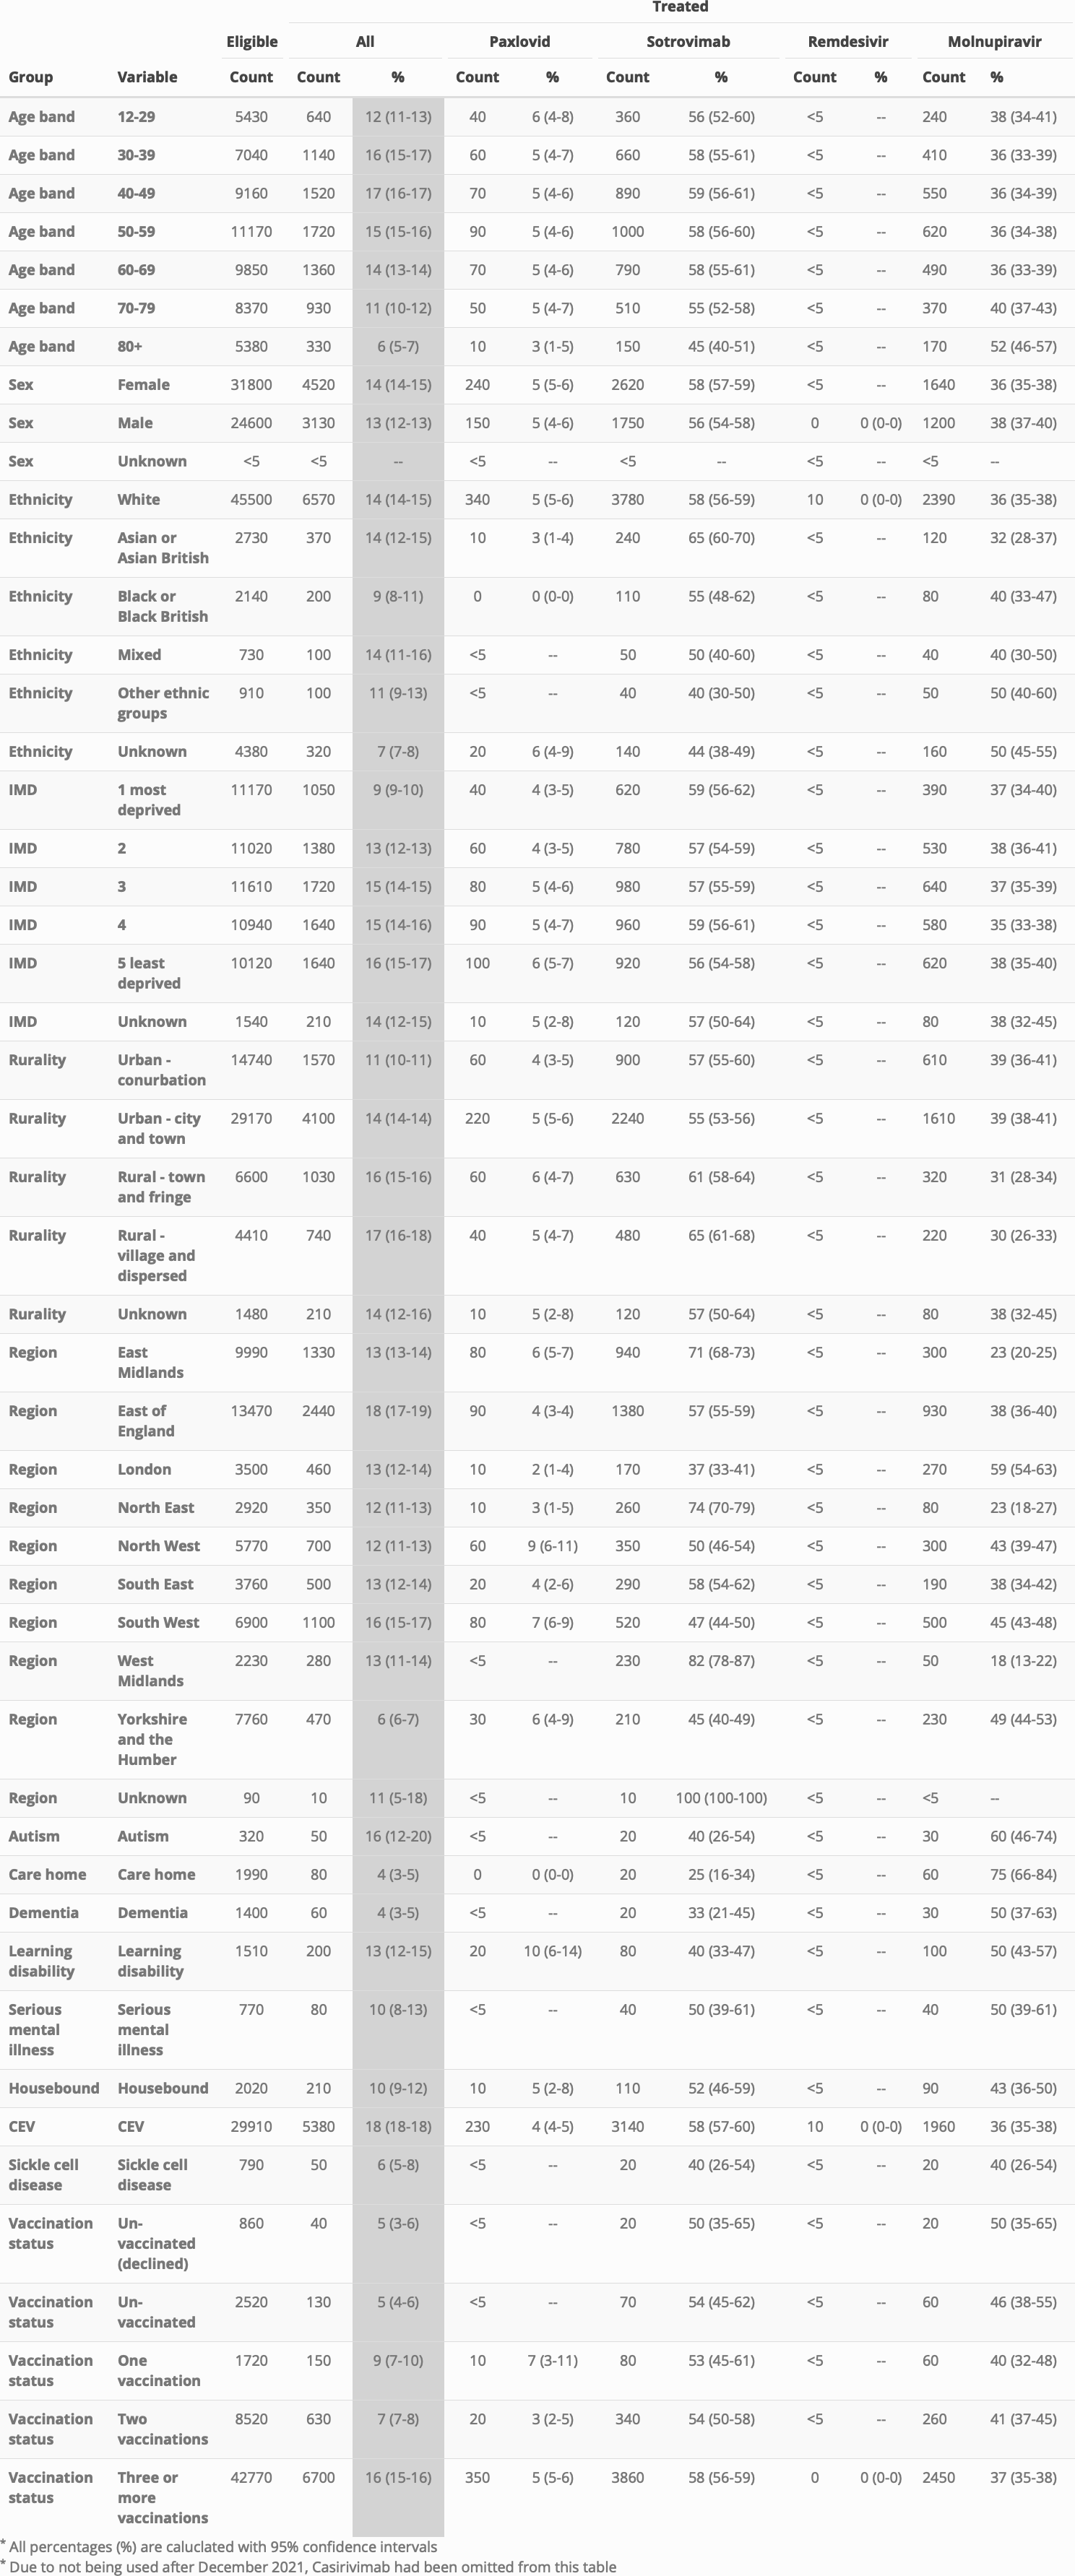 Treated
Eligible All Paxlovid Sotrovimab Remdesivir Molnupiravir
Group Variable Count Count % Count % Count % Count % Count %
Age band 12-29 5430 640 12 (11-13) 40 6 (4-8) 360 56 (52-60) <5 -- 240 38 (34-41)
Age band 30-39 7040 1140 16 (15-17) 60 5 (4-7) 660 58 (55-61) <5 -- 410 36 (33-39)
Age band 40-49 9160 1520 17 (16-17) 70 5 (4-6) 890 59 (56-61) <5 -- 550 36 (34-39)
Age band 50-59 11170 1720 15 (15-16) 90 5 (4-6) 1000 58 (56-60) <5 -- 620 36 (34-38)
Age band 60-69 9850 1360 14 (13-14) 70 5 (4-6) 790 58 (55-61) <5 -- 490 36 (33-39)
Age band 70-79 8370 930 11 (10-12) 50 5 (4-7) 510 55 (52-58) <5 -- 370 40 (37-43)
Age band 80+ 5380 330 6 (5-7) 10 3 (1-5) 150 45 (40-51) <5 -- 170 52 (46-57)
Sex Female 31800 4520 14 (14-15) 240 5 (5-6) 2620 58 (57-59) <5 -- 1640 36 (35-38)
Sex Male 24600 3130 13 (12-13) 150 5 (4-6) 1750 56 (54-58) 0 0 (0-0) 1200 38 (37-40)
Sex Unknown <5 <5 -- <5 -- <5 -- <5 -- <5 --
Ethnicity White 45500 6570 14 (14-15) 340 5 (5-6) 3780 58 (56-59) 10 0 (0-0) 2390 36 (35-38)
Ethnicity Asian or 2730 370 14 (12-15) 10 3 (1-4) 240 65 (60-70) <5 -- 120 32 (28-37)
Asian British
Ethnicity Black or 2140 200 9 (8-11) 0 0 (0-0) 110 55 (48-62) <5 -- 80 40 (33-47)
Black British
Ethnicity Mixed 730 100 14 (11-16) <5 -- 50 50 (40-60) <5 -- 40 40 (30-50)
Ethnicity Other ethnic 910 100 11 (9-13) <5 -- 40 40 (30-50) <5 -- 50 50 (40-60)
groups
Ethnicity Unknown 4380 320 7 (7-8) 20 6 (4-9) 140 44 (38-49) <5 -- 160 50 (45-55)
IMD 1 most 11170 1050 9 (9-10) 40 4 (3-5) 620 59 (56-62) <5 -- 390 37 (34-40)
deprived
IMD 2 11020 1380 13 (12-13) 60 4 (3-5) 780 57 (54-59) <5 -- 530 38 (36-41)
IMD 3 11610 1720 15 (14-15) 80 5 (4-6) 980 57 (55-59) <5 -- 640 37 (35-39)
IMD 4 10940 1640 15 (14-16) 90 5 (4-7) 960 59 (56-61) <5 -- 580 35 (33-38)
IMD 5 least 10120 1640 16 (15-17) 100 6 (5-7) 920 56 (54-58) <5 -- 620 38 (35-40)
deprived
IMD Unknown 1540 210 14 (12-15) 10 5 (2-8) 120 57 (50-64) <5 -- 80 38 (32-45)
Rurality Urban - 14740 1570 11 (10-11) 60 4 (3-5) 900 57 (55-60) <5 -- 610 39 (36-41)
conurbation
Rurality Urban - city 29170 4100 14 (14-14) 220 5 (5-6) 2240 55 (53-56) <5 -- 1610 39 (38-41)
and town
Rurality Rural - town 6600 1030 16 (15-16) 60 6 (4-7) 630 61 (58-64) <5 -- 320 31 (28-34)
and fringe
Rurality Rural - 4410 740 17 (16-18) 40 5 (4-7) 480 65 (61-68) <5 -- 220 30 (26-33)
village and
dispersed
Rurality Unknown 1480 210 14 (12-16) 10 5 (2-8) 120 57 (50-64) <5 -- 80 38 (32-45)
Region East 9990 1330 13 (13-14) 80 6 (5-7) 940 71 (68-73) <5 -- 300 23 (20-25)
Midlands
Region East of 13470 2440 18 (17-19) 90 4 (3-4) 1380 57 (55-59) <5 -- 930 38 (36-40)
England
Region London 3500 460 13 (12-14) 10 2 (1-4) 170 37 (33-41) <5 -- 270 59 (54-63)
Region North East 2920 350 12 (11-13) 10 3 (1-5) 260 74 (70-79) <5 -- 80 23 (18-27)
Region North West 5770 700 12 (11-13) 60 9 (6-11) 350 50 (46-54) <5 -- 300 43 (39-47)
Region South East 3760 500 13 (12-14) 20 4 (2-6) 290 58 (54-62) <5 -- 190 38 (34-42)
Region South West 6900 1100 16 (15-17) 80 7 (6-9) 520 47 (44-50) <5 -- 500 45 (43-48)
Region West 2230 280 13 (11-14) <5 -- 230 82 (78-87) <5 -- 50 18 (13-22)
Midlands
Region Yorkshire 7760 470 6 (6-7) 30 6 (4-9) 210 45 (40-49) <5 -- 230 49 (44-53)
and the
Humber
Region Unknown 90 10 11 (5-18) <5 -- 10 100 (100-100) <5 -- <5 --
Autism Autism 320 50 16 (12-20) <5 -- 20 40 (26-54) <5 -- 30 60 (46-74)
Care home Care home 1990 80 4 (3-5) 0 0 (0-0) 20 25 (16-34) <5 -- 60 75 (66-84)
Dementia Dementia 1400 60 4 (3-5) <5 -- 20 33 (21-45) <5 -- 30 50 (37-63)
Learning Learning 1510 200 13 (12-15) 20 10 (6-14) 80 40 (33-47) <5 -- 100 50 (43-57)
disability disability
Serious Serious 770 80 10 (8-13) <5 -- 40 50 (39-61) <5 -- 40 50 (39-61)
mental mental
illness illness
Housebound Housebound 2020 210 10 (9-12) 10 5 (2-8) 110 52 (46-59) <5 -- 90 43 (36-50)
CEV CEV 29910 5380 18 (18-18) 230 4 (4-5) 3140 58 (57-60) 10 0 (0-0) 1960 36 (35-38)
Sickle cell Sickle cell 790 50 6 (5-8) <5 -- 20 40 (26-54) <5 -- 20 40 (26-54)
disease disease
Vaccination Un- 860 40 5 (3-6) <5 -- 20 50 (35-65) <5 -- 20 50 (35-65)
status vaccinated
(declined)
Vaccination Un- 2520 130 5 (4-6) <5 -- 70 54 (45-62) <5 -- 60 46 (38-55)
status vaccinated
Vaccination One 1720 150 9 (7-10) 10 7 (3-11) 80 53 (45-61) <5 -- 60 40 (32-48)
status vaccination
Vaccination Two 8520 630 7 (7-8) 20 3 (2-5) 340 54 (50-58) <5 -- 260 41 (37-45)
status vaccinations
Vaccination Three or 42770 6700 16 (15-16) 350 5 (5-6) 3860 58 (56-59) 0 0 (0-0) 2450 37 (35-38)
status more
vaccinations
* All percentages (%) are caluclated with 95% confidence intervals
* Due to not being used after December 2021, Casirivimab had been omitted from this table